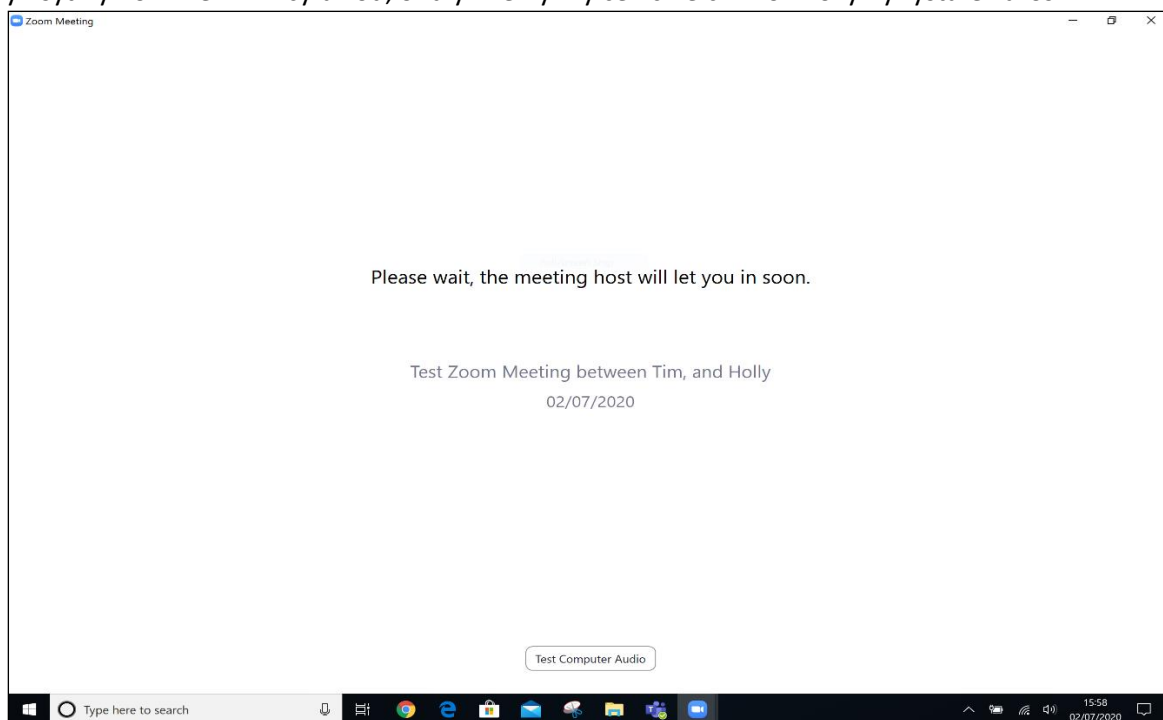 Zoom Meeting
Please wait, the meeting host will let you in soon.
Test Zoom Meeting between Tim, and Holly
02/07/2020
Test Computer Audio
Type here to search
15:58
02/07/2020